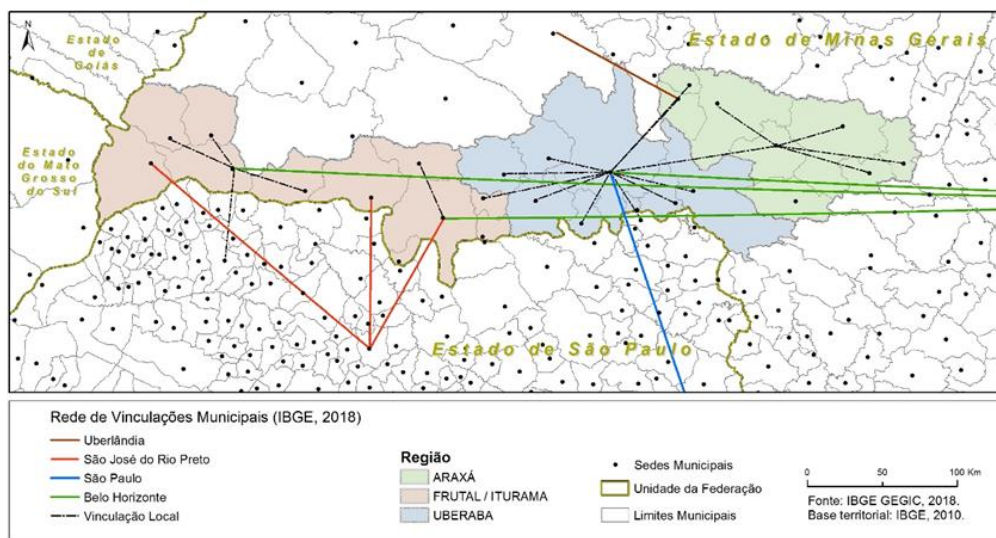 N
Estado
de
Goiás
Estado de Minas Gerais
Estado
do Mato
Grosso
do Sul
Estado de São Paulo
Rede de Vinculações Municipais (IBGE, 2018)
Uberlândia
São José do Rio Preto
São Paulo
Belo Horizonte
Vinculação Local
Região
ARAXÁ
FRUTAL / ITURAMA
UBERABA
Sedes Municipais
Unidade da Federação
Limites Municipais
0 50 100 Km
Fonte: IBGE GEGIC, 2018.
Base territorial: IBGE, 2010.